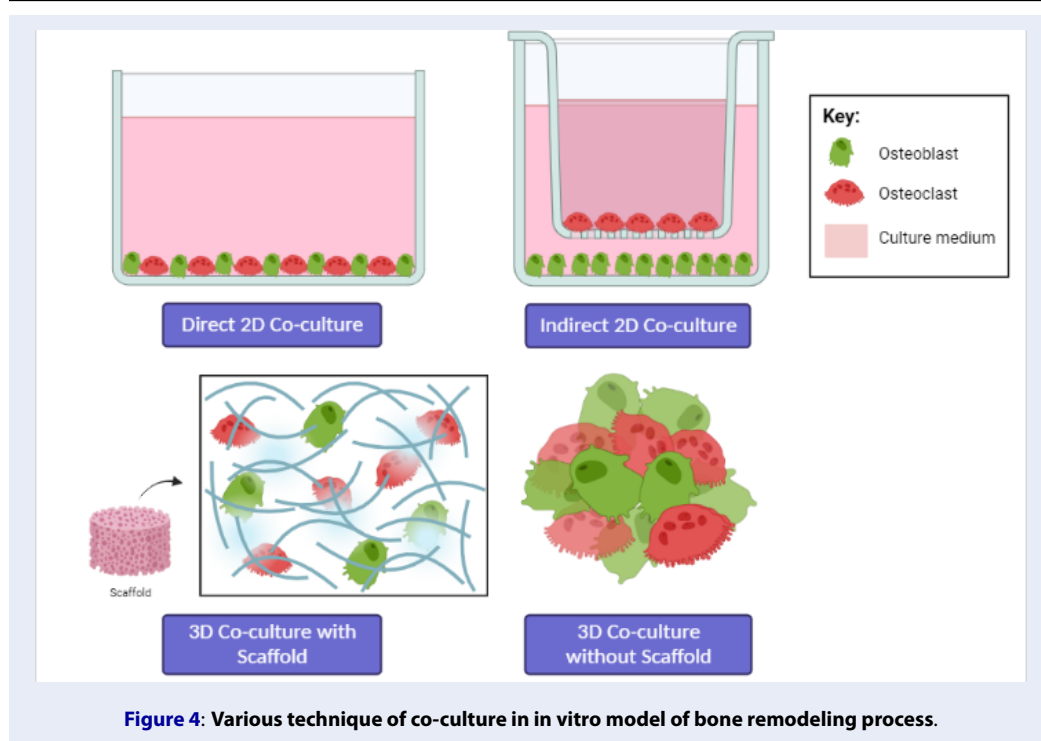 Key:
Osteoblast
Osteoclast
Culture medium
Direct 2D Co-culture
Indirect 2D Co-culture
Scaffold
3D Co-culture with
Scaffold
3D Co-culture
without Scaffold
Figure 4: Various technique of co-culture in in vitro model of bone remodeling process.